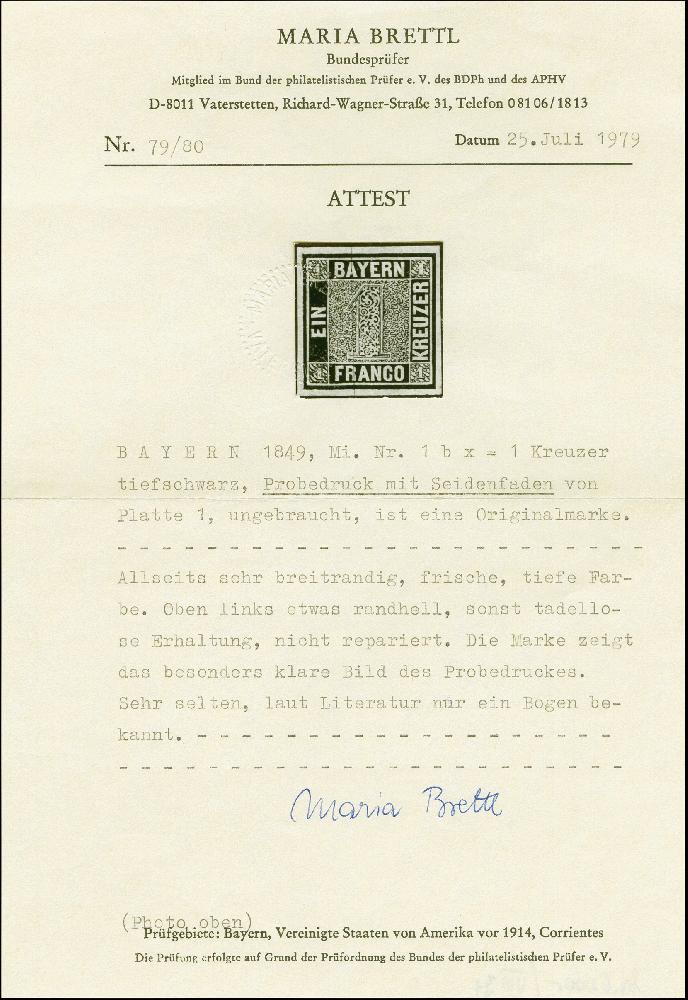 MARIA BRETTL
Bundesprüfer
Mitglied im Bund der philatelistischen Prüfer e. V. des BDPh und des APHV
D-8011 Vaterstetten, Richard-Wagner-Straße 31, Telefon 08106/1813
Nr. 79/80 Datum 25. Juli 1979
ATTEST
1 BAYERN 1
EIN 1 KREUZER
1 FRANCO 1
B A Y E R N 1849, Mi. Nr. 1 b x = 1 Kreuzer
tiefschwarz, Probedruck mit Seidenfaden von
Platte 1, ungebraucht, ist eine Originalmarke.
- - - - - - - - - - - - - - - - - - - - - - -
Allseits sehr breitrandig, frische, tiefe Far-
be. Oben links etwas randhell, sonst tadello-
se Erhaltung, nicht repariert. Die Marke zeigt
das besonders klare Bild des Probedruckes.
Sehr selten, laut Literatur nur ein Bogen be-
kannt. - - - - - - - - - - - - - - - - - -
- - - - - - - - - - - - - - - - - - - - - -
Maria Brettl
(Photo oben)
Prüfgebiete: Bayern, Vereinigte Staaten von Amerika vor 1914, Corrientes
Die Prüfung erfolgte auf Grund der Prüfordnung des Bundes der philatelistischen Prüfer e. V.